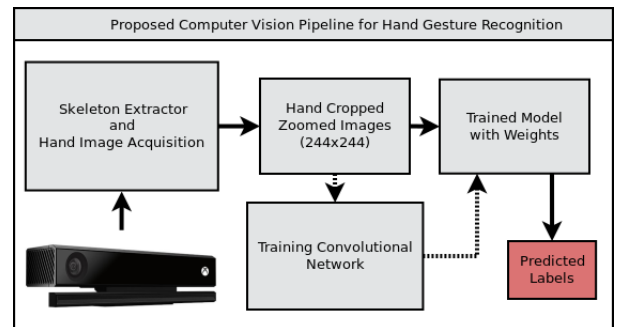 Proposed Computer Vision Pipeline for Hand Gesture Recognition
Skeleton Extractor
and
Hand Image Acquisition
Hand Cropped
Zoomed Images
(244x244)
Trained Model
with Weights
Training Convolutional
Network
Predicted
Labels